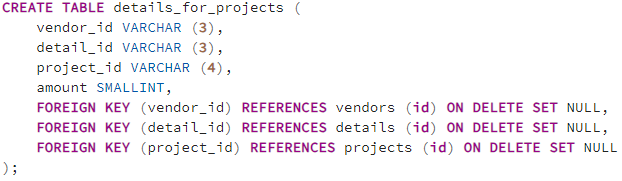 CREATE TABLE details_for_projects (
    vendor_id VARCHAR (3),
    detail_id VARCHAR (3),
    project_id VARCHAR (4),
    amount SMALLINT,
    FOREIGN KEY (vendor_id) REFERENCES vendors (id) ON DELETE SET NULL,
    FOREIGN KEY (detail_id) REFERENCES details (id) ON DELETE SET NULL,
    FOREIGN KEY (project_id) REFERENCES projects (id) ON DELETE SET NULL
);